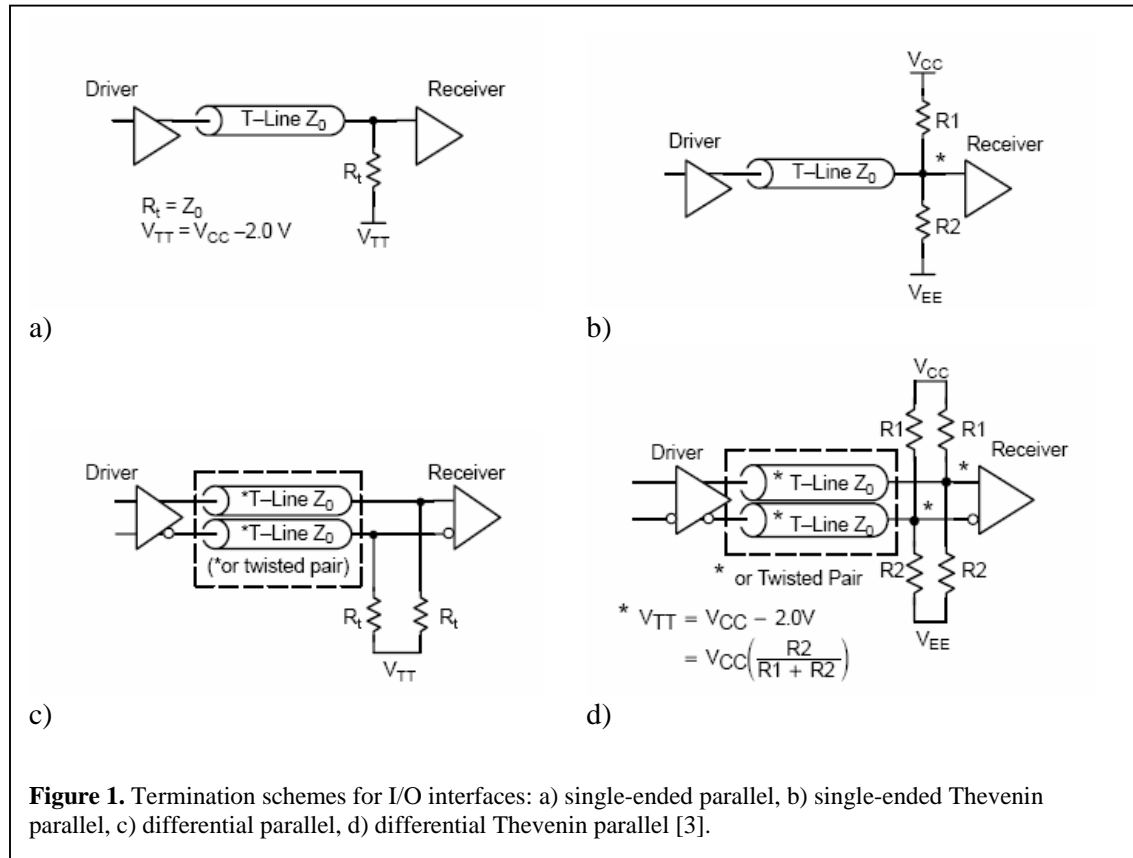 Driver
T–Line Z0
Receiver
Rt
Rt = Z0
VTT = VCC –2.0 V
VTT
a)
VCC
R1
Driver
T–Line Z0
*
Receiver
R2
VEE
b)
Driver
Receiver
*T–Line Z0
*T–Line Z0
(*or twisted pair)
Rt
Rt
VTT
c)
VCC
R1
R1
Driver
Receiver
* T–Line Z0
*
* T–Line Z0
*
* or Twisted Pair
R2
R2
* VTT = VCC – 2.0V
VEE
= VCC(R2 / R1 + R2)
d)
Figure 1. Termination schemes for I/O interfaces: a) single-ended parallel, b) single-ended Thevenin
parallel, c) differential parallel, d) differential Thevenin parallel [3].